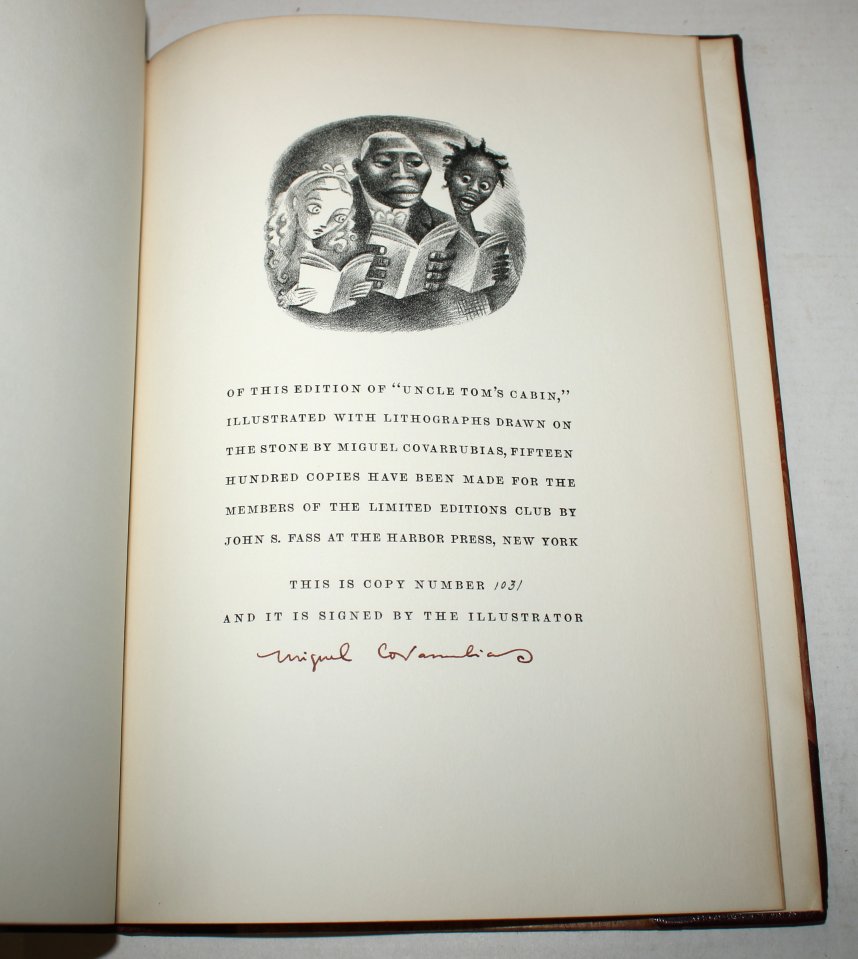 OF THIS EDITION OF “UNCLE TOM’S CABIN,”
ILLUSTRATED WITH LITHOGRAPHS DRAWN ON
THE STONE BY MIGUEL COVARRUBIAS, FIFTEEN
HUNDRED COPIES HAVE BEEN MADE FOR THE
MEMBERS OF THE LIMITED EDITIONS CLUB BY
JOHN S. FASS AT THE HARBOR PRESS, NEW YORK
THIS IS COPY NUMBER 1031
AND IT IS SIGNED BY THE ILLUSTRATOR
Miguel Covarrubias